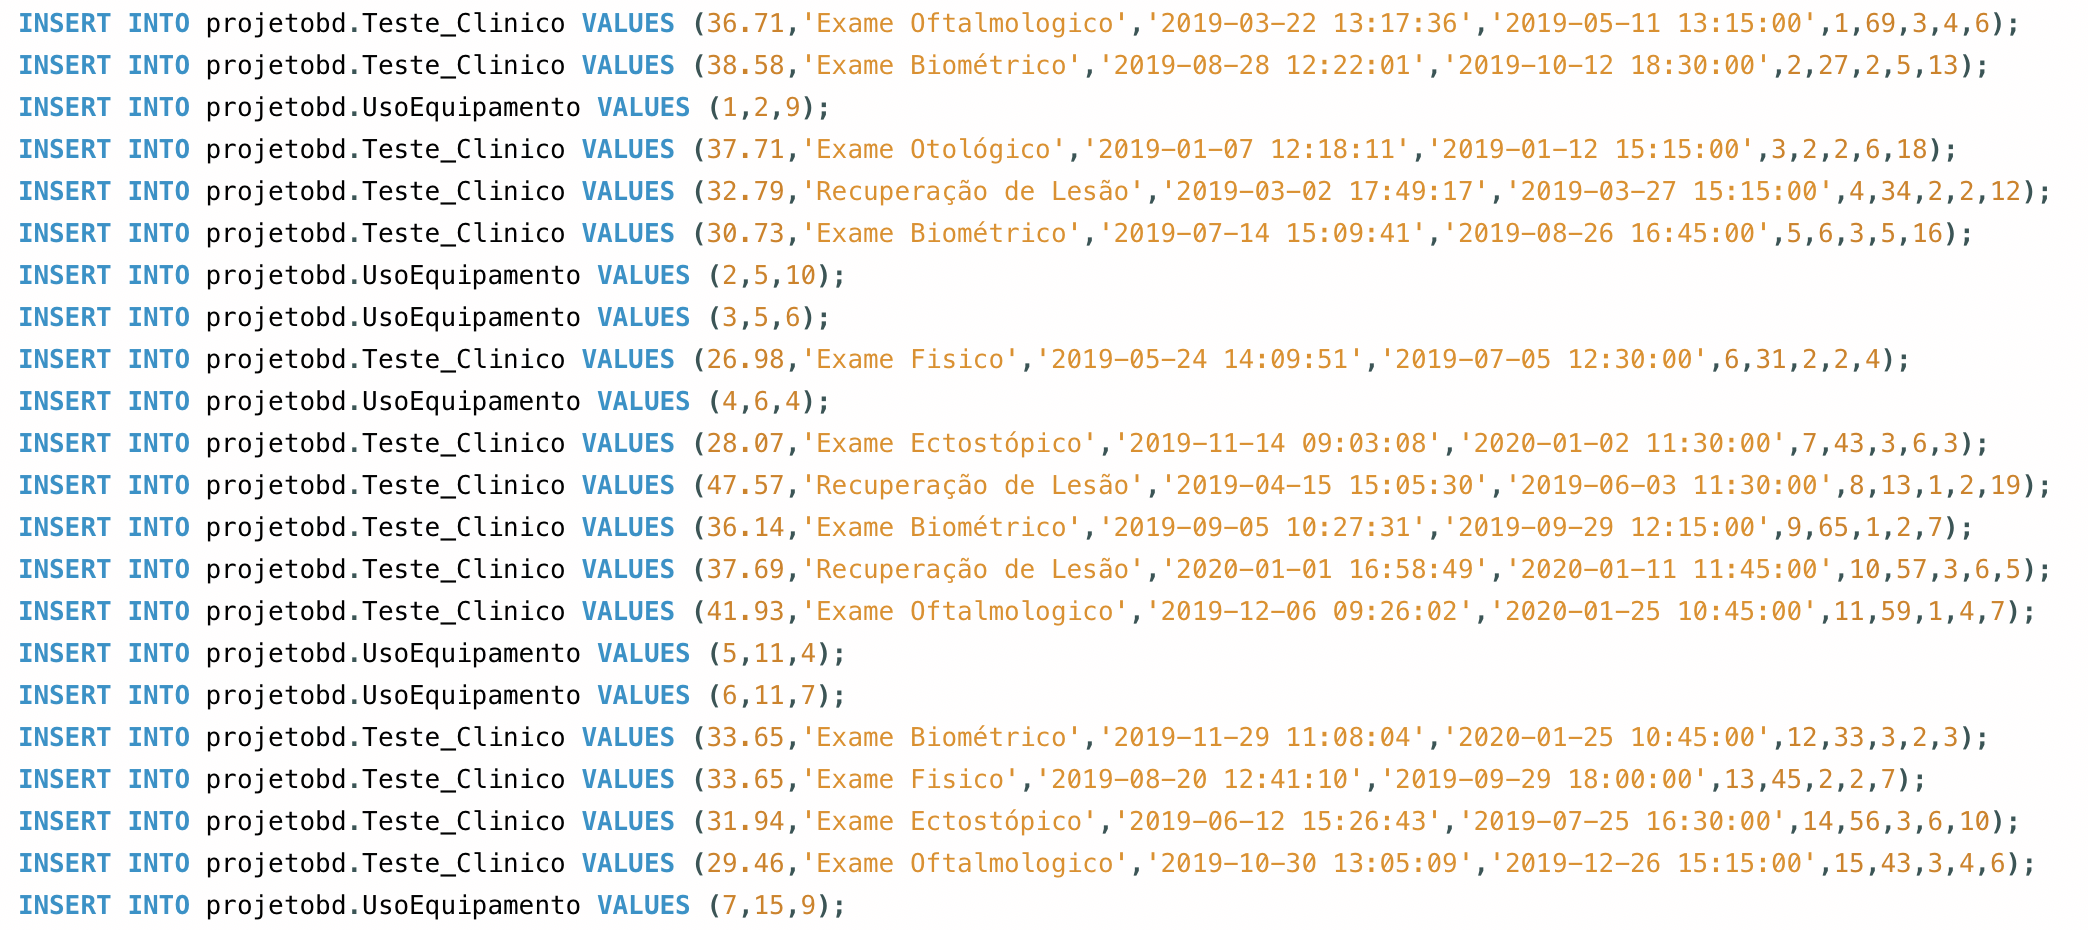 INSERT INTO projetobd.Teste_Clinico VALUES (36.71,'Exame Oftalmologico','2019-03-22 13:17:36','2019-05-11 13:15:00',1,69,3,4,6);
INSERT INTO projetobd.Teste_Clinico VALUES (38.58,'Exame Biométrico','2019-08-28 12:22:01','2019-10-12 18:30:00',2,27,2,5,13);
INSERT INTO projetobd.UsoEquipamento VALUES (1,2,9);
INSERT INTO projetobd.Teste_Clinico VALUES (37.71,'Exame Otológico','2019-01-07 12:18:11','2019-01-12 15:15:00',3,2,2,6,18);
INSERT INTO projetobd.Teste_Clinico VALUES (32.79,'Recuperação de Lesão','2019-03-02 17:49:17','2019-03-27 15:15:00',4,34,2,2,12);
INSERT INTO projetobd.Teste_Clinico VALUES (30.73,'Exame Biométrico','2019-07-14 15:09:41','2019-08-26 16:45:00',5,6,3,5,16);
INSERT INTO projetobd.UsoEquipamento VALUES (2,5,10);
INSERT INTO projetobd.UsoEquipamento VALUES (3,5,6);
INSERT INTO projetobd.Teste_Clinico VALUES (26.98,'Exame Fisico','2019-05-24 14:09:51','2019-07-05 12:30:00',6,31,2,2,4);
INSERT INTO projetobd.UsoEquipamento VALUES (4,6,4);
INSERT INTO projetobd.Teste_Clinico VALUES (28.07,'Exame Ectostópico','2019-11-14 09:03:08','2020-01-02 11:30:00',7,43,3,6,3);
INSERT INTO projetobd.Teste_Clinico VALUES (47.57,'Recuperação de Lesão','2019-04-15 15:05:30','2019-06-03 11:30:00',8,13,1,2,19);
INSERT INTO projetobd.Teste_Clinico VALUES (36.14,'Exame Biométrico','2019-09-05 10:27:31','2019-09-29 12:15:00',9,65,1,2,7);
INSERT INTO projetobd.Teste_Clinico VALUES (37.69,'Recuperação de Lesão','2020-01-01 16:58:49','2020-01-11 11:45:00',10,57,3,6,5);
INSERT INTO projetobd.Teste_Clinico VALUES (41.93,'Exame Oftalmologico','2019-12-06 09:26:02','2020-01-25 10:45:00',11,59,1,4,7);
INSERT INTO projetobd.UsoEquipamento VALUES (5,11,4);
INSERT INTO projetobd.UsoEquipamento VALUES (6,11,7);
INSERT INTO projetobd.Teste_Clinico VALUES (33.65,'Exame Biométrico','2019-11-29 11:08:04','2020-01-25 10:45:00',12,33,3,2,3);
INSERT INTO projetobd.Teste_Clinico VALUES (33.65,'Exame Fisico','2019-08-20 12:41:10','2019-09-29 18:00:00',13,45,2,2,7);
INSERT INTO projetobd.Teste_Clinico VALUES (31.94,'Exame Ectostópico','2019-06-12 15:26:43','2019-07-25 16:30:00',14,56,3,6,10);
INSERT INTO projetobd.Teste_Clinico VALUES (29.46,'Exame Oftalmologico','2019-10-30 13:05:09','2019-12-26 15:15:00',15,43,3,4,6);
INSERT INTO projetobd.UsoEquipamento VALUES (7,15,9);